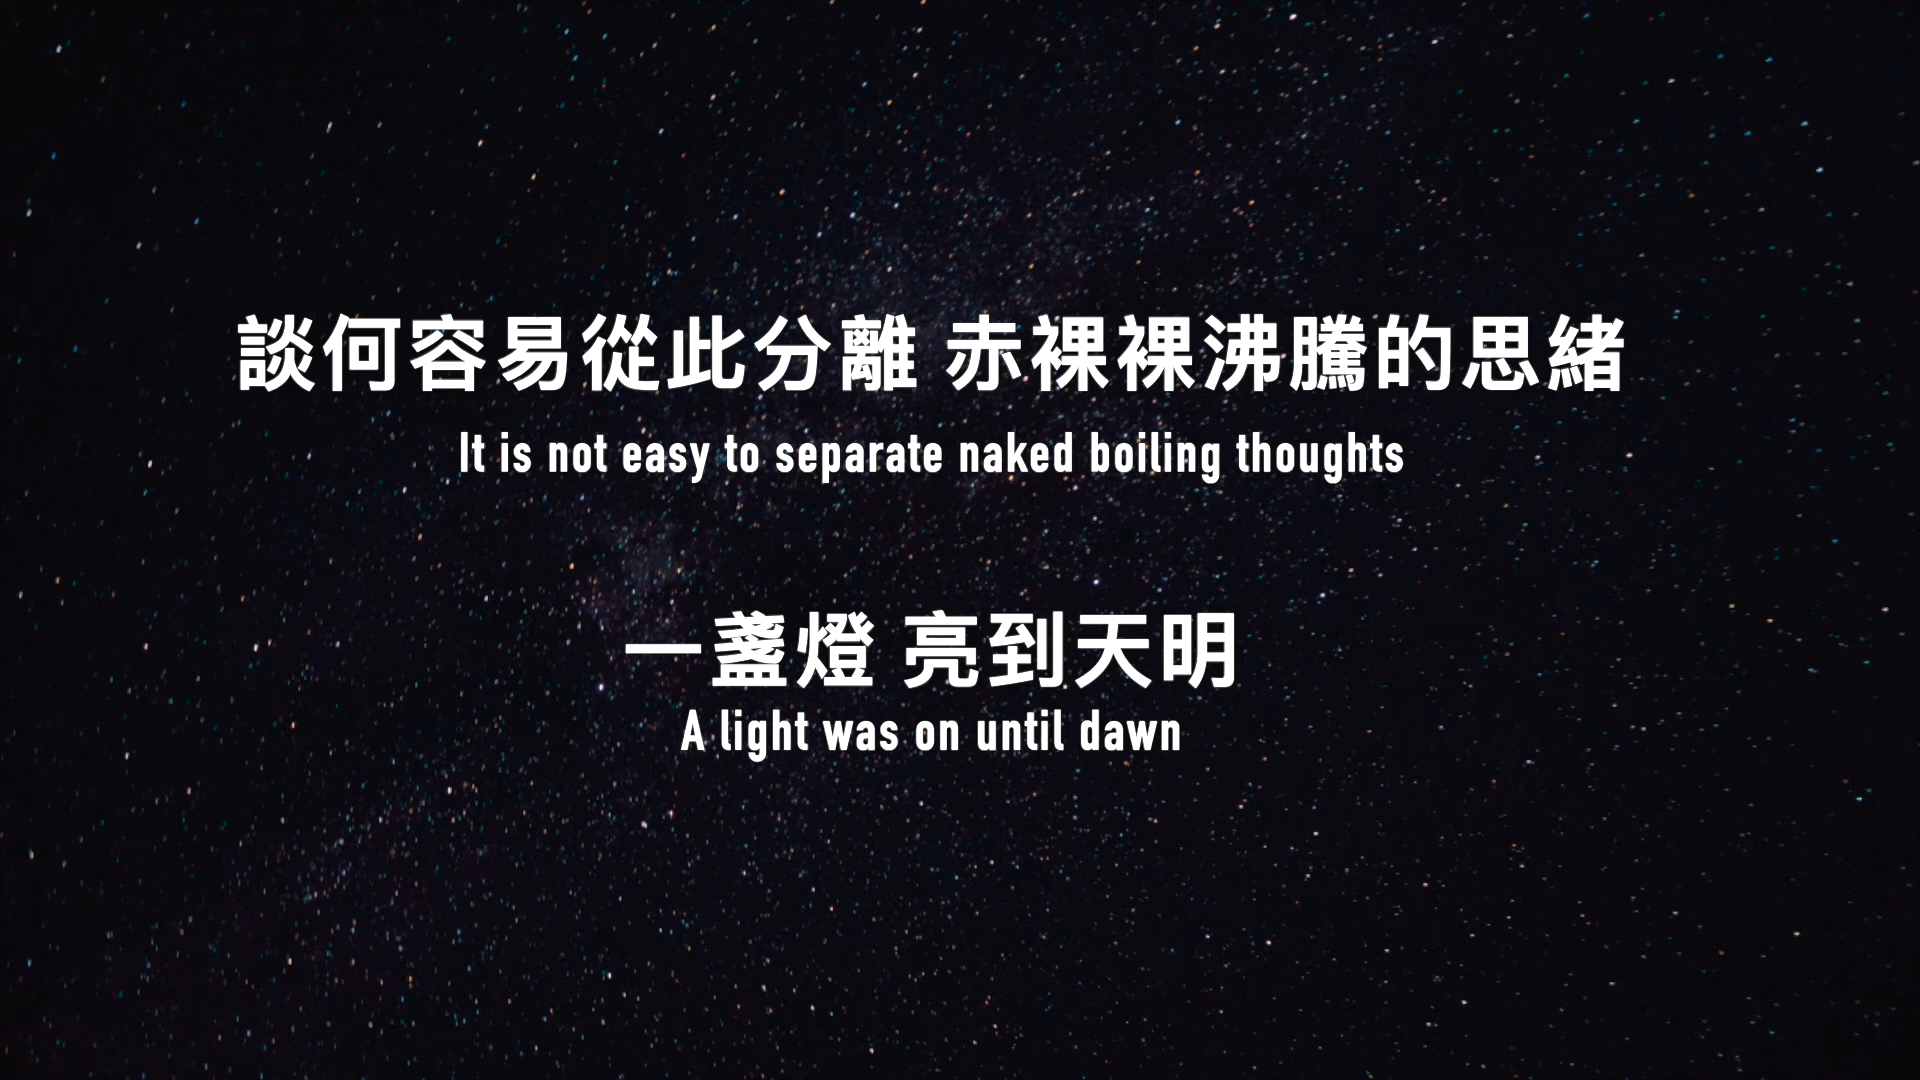 談何容易從此分離 赤裸裸沸騰的思緒
It is not easy to separate naked boiling thoughts
一盞燈 亮到天明
A light was on until dawn